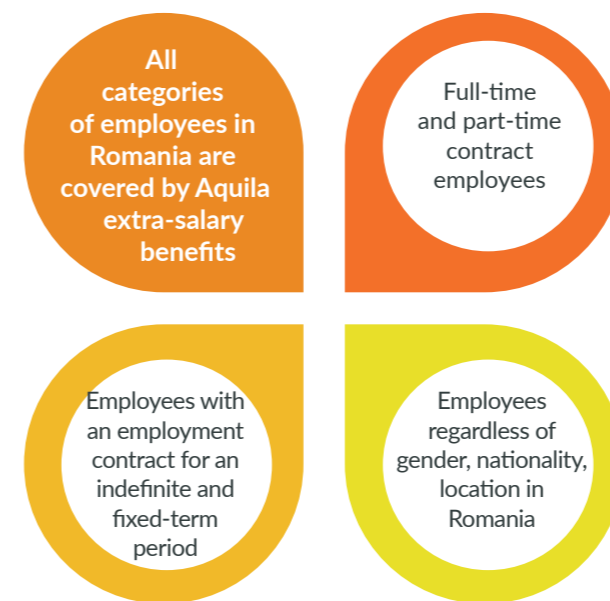 All
categories
of employees in
Romania are
covered by Aquila
extra-salary
benefits
Full-time
and part-time
contract
employees
Employees with
an employment
contract for an
indefinite and
fixed-term
period
Employees
regardless of
gender, nationality,
location in
Romania